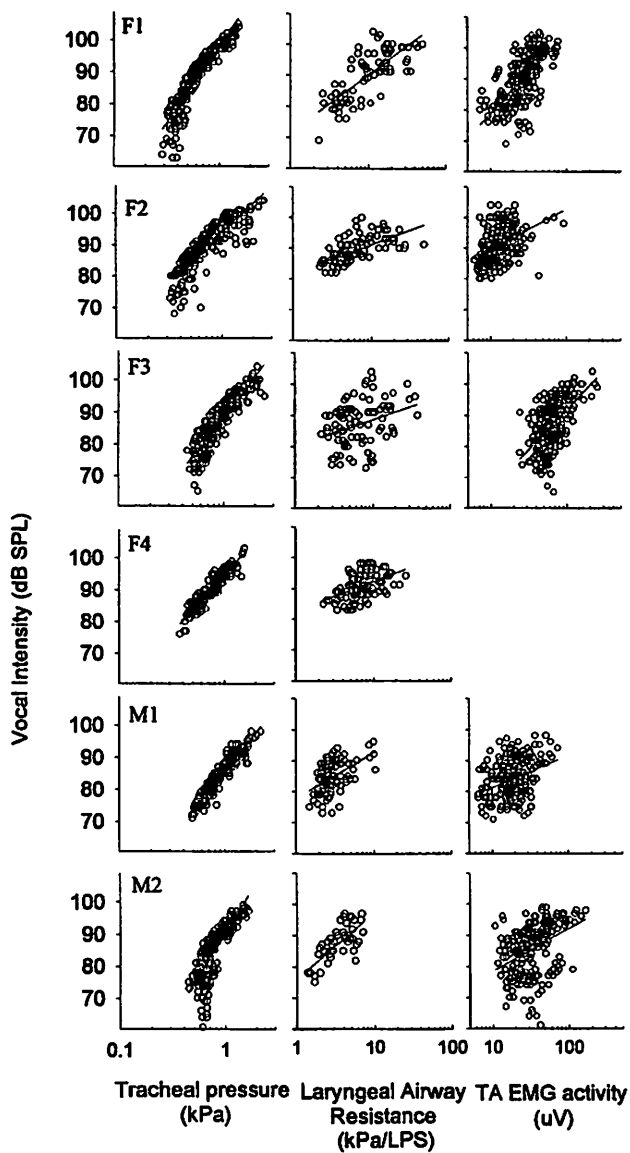 F1
100
90
80
70
F2
100
90
80
70
F3
100
90
80
70
F4
100
90
80
70
M1
100
90
80
70
M2
100
90
80
70
Vocal Intensity (dB SPL)
0.1 1 1 10 100 10 100
Tracheal pressure (kPa)
Laryngeal Airway Resistance (kPa/LPS)
TA EMG activity (uV)